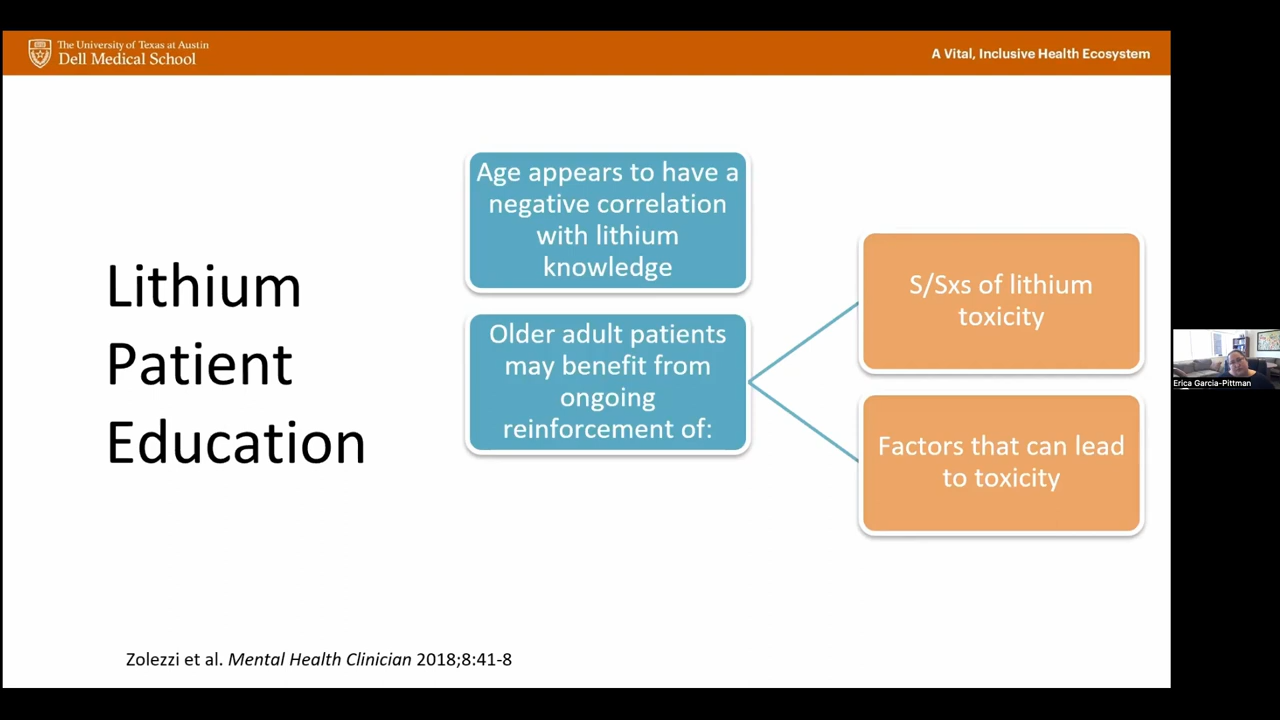 The University of Texas at Austin
Dell Medical School
A Vital, Inclusive Health Ecosystem
Lithium
Patient
Education
Age appears to have a
negative correlation
with lithium
knowledge
Older adult patients
may benefit from
ongoing
reinforcement of:
S/Sxs of lithium
toxicity
Factors that can lead
to toxicity
Erica Garcia-Pittman
Zolezzi et al. Mental Health Clinician 2018;8:41-8